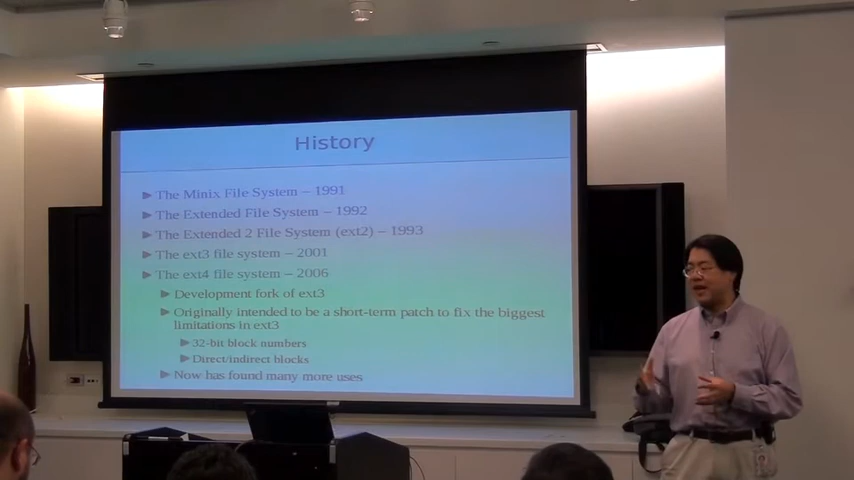 History
The Minix File System – 1991
The Extended File System – 1992
The Extended 2 File System (ext2) – 1993
The ext3 file system – 2001
The ext4 file system – 2006
Development fork of ext3
Originally intended to be a short-term patch to fix the biggest
limitations in ext3
32-bit block numbers
Direct/indirect blocks
Now has found many more uses